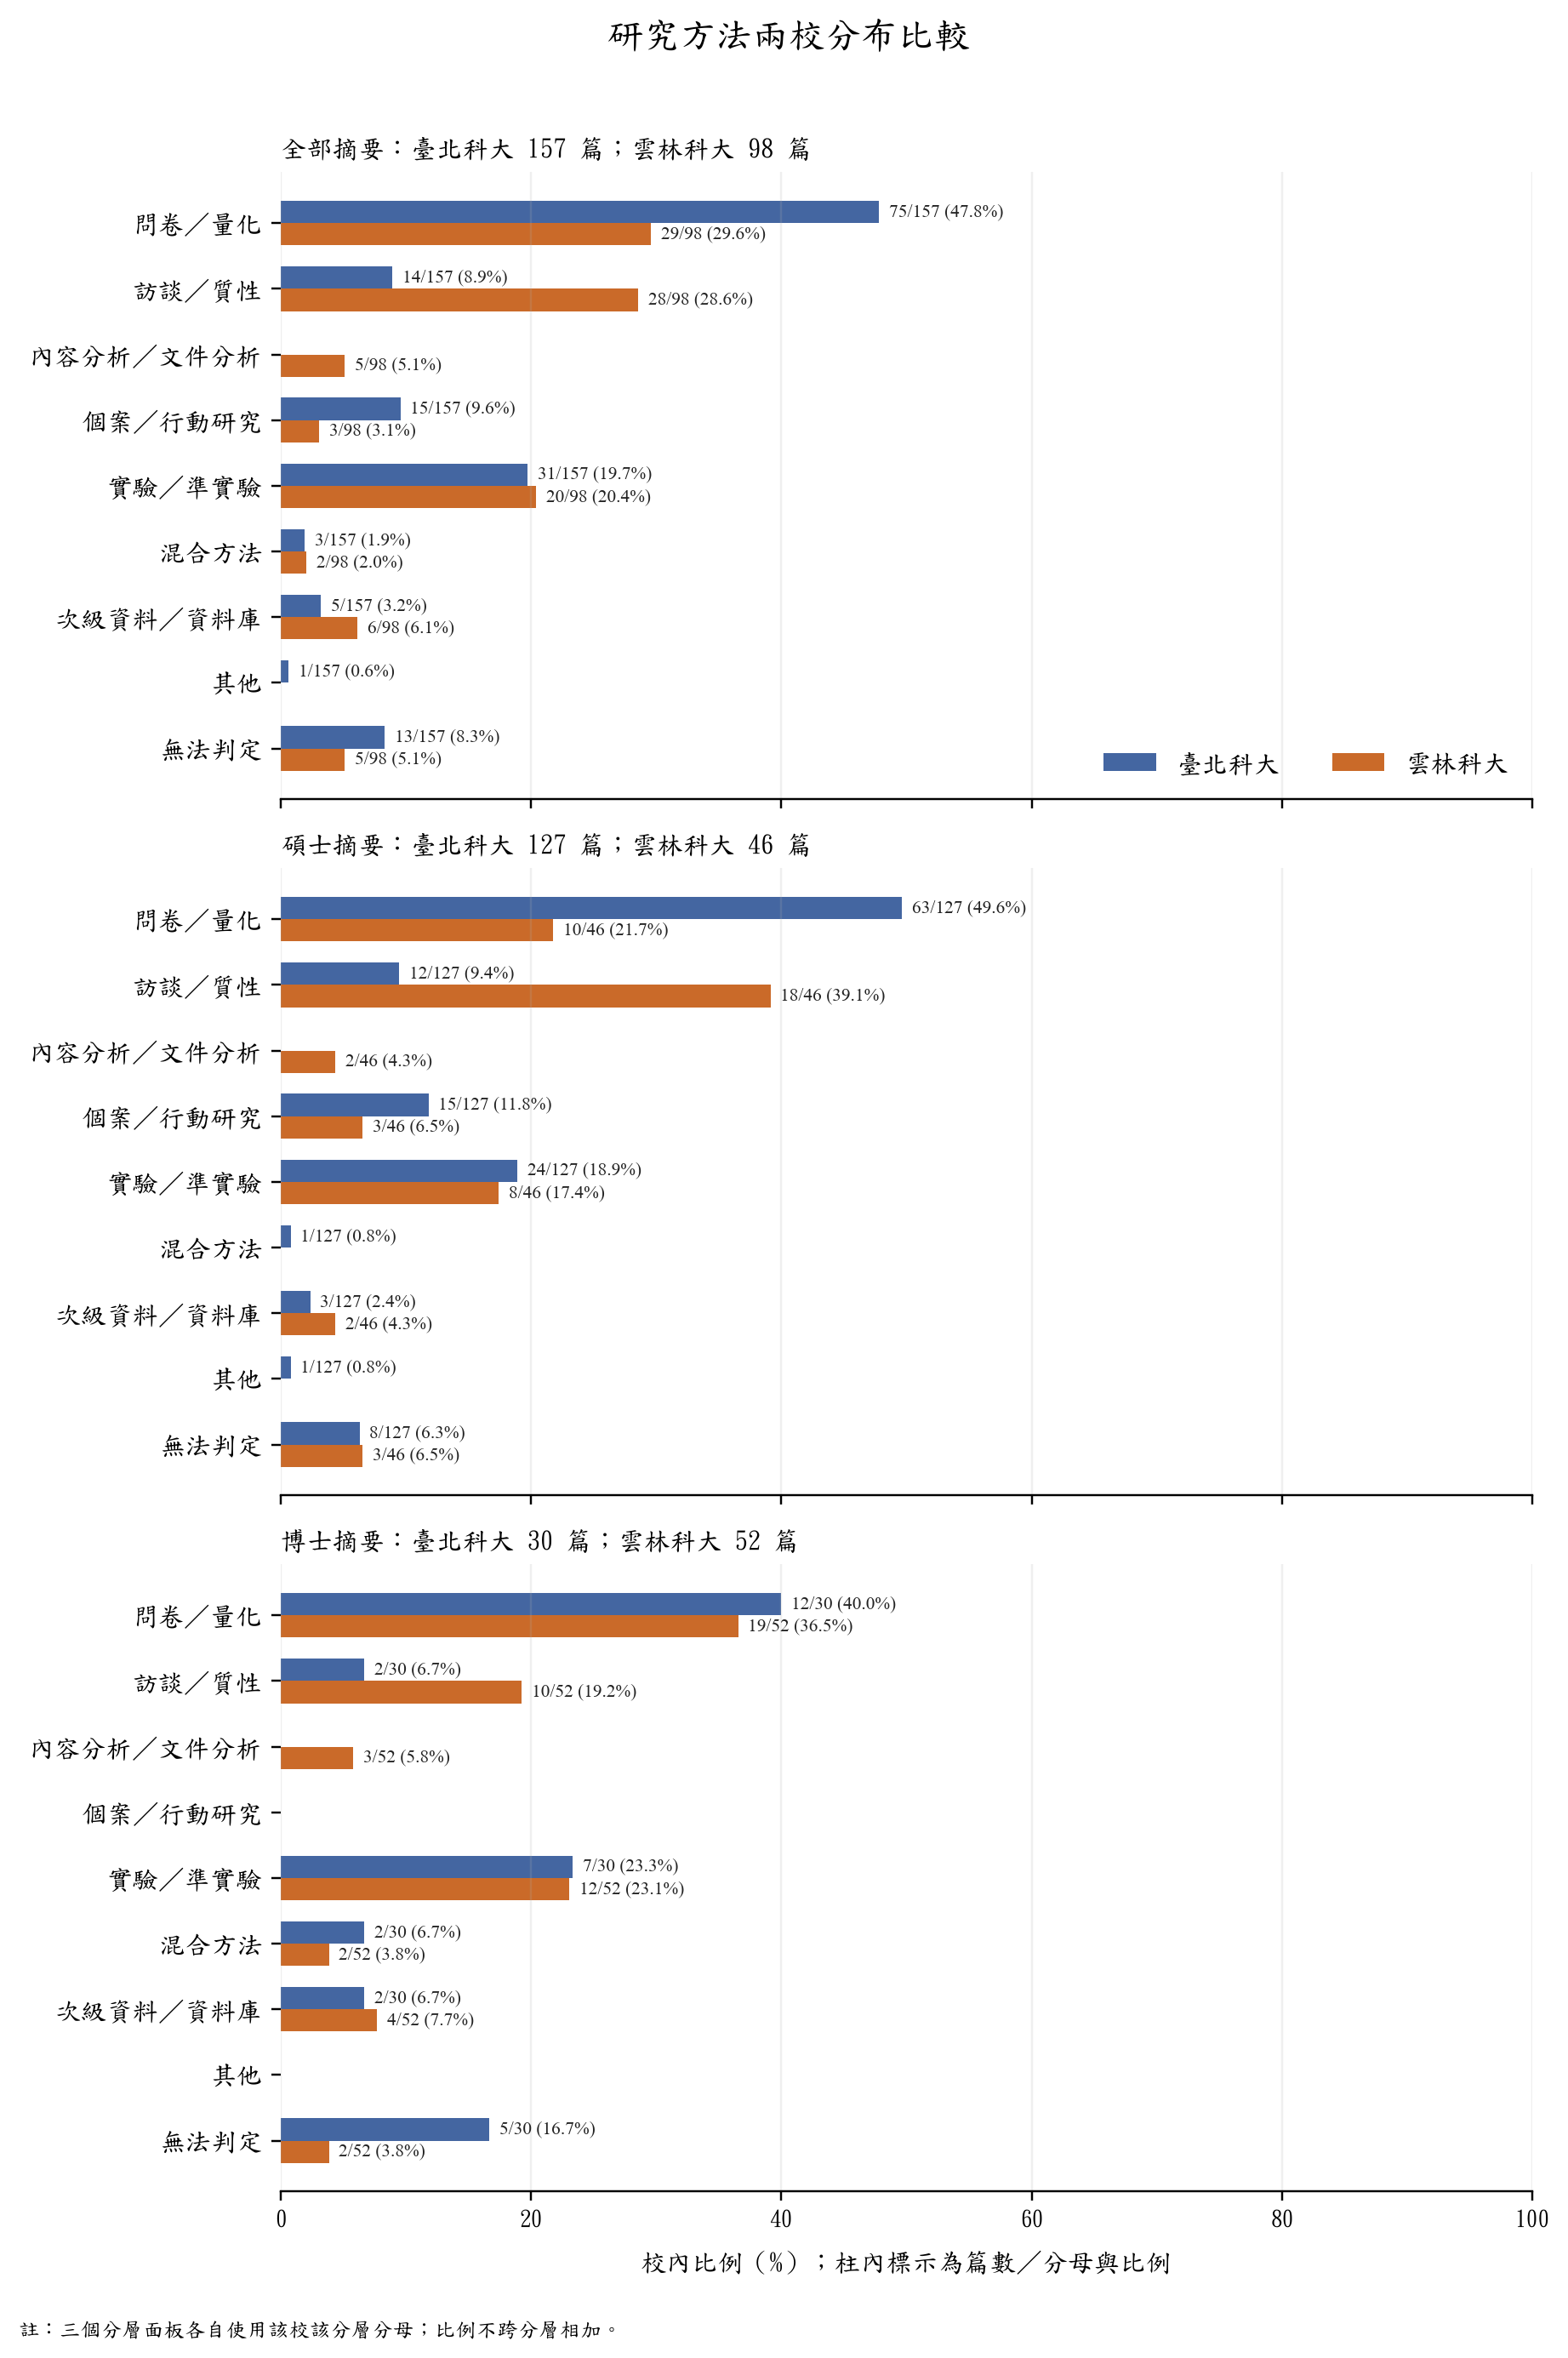 研究方法兩校分布比較
全部摘要：臺北科大 157 篇；雲林科大 98 篇
問卷／量化
75/157 (47.8%)
29/98 (29.6%)
訪談／質性
14/157 (8.9%)
28/98 (28.6%)
內容分析／文件分析
5/98 (5.1%)
個案／行動研究
15/157 (9.6%)
3/98 (3.1%)
實驗／準實驗
31/157 (19.7%)
20/98 (20.4%)
混合方法
3/157 (1.9%)
2/98 (2.0%)
次級資料／資料庫
5/157 (3.2%)
6/98 (6.1%)
其他
1/157 (0.6%)
無法判定
13/157 (8.3%)
5/98 (5.1%)
臺北科大 雲林科大
碩士摘要：臺北科大 127 篇；雲林科大 46 篇
問卷／量化
63/127 (49.6%)
10/46 (21.7%)
訪談／質性
12/127 (9.4%)
18/46 (39.1%)
內容分析／文件分析
2/46 (4.3%)
個案／行動研究
15/127 (11.8%)
3/46 (6.5%)
實驗／準實驗
24/127 (18.9%)
8/46 (17.4%)
混合方法
1/127 (0.8%)
次級資料／資料庫
3/127 (2.4%)
2/46 (4.3%)
其他
1/127 (0.8%)
無法判定
8/127 (6.3%)
3/46 (6.5%)
博士摘要：臺北科大 30 篇；雲林科大 52 篇
問卷／量化
12/30 (40.0%)
19/52 (36.5%)
訪談／質性
2/30 (6.7%)
10/52 (19.2%)
內容分析／文件分析
3/52 (5.8%)
個案／行動研究
實驗／準實驗
7/30 (23.3%)
12/52 (23.1%)
混合方法
2/30 (6.7%)
2/52 (3.8%)
次級資料／資料庫
2/30 (6.7%)
4/52 (7.7%)
其他
無法判定
5/30 (16.7%)
2/52 (3.8%)
0 20 40 60 80 100
校內比例（%）；柱內標示為篇數／分母與比例
註：三個分層面板各自使用該校該分層分母；比例不跨分層相加。